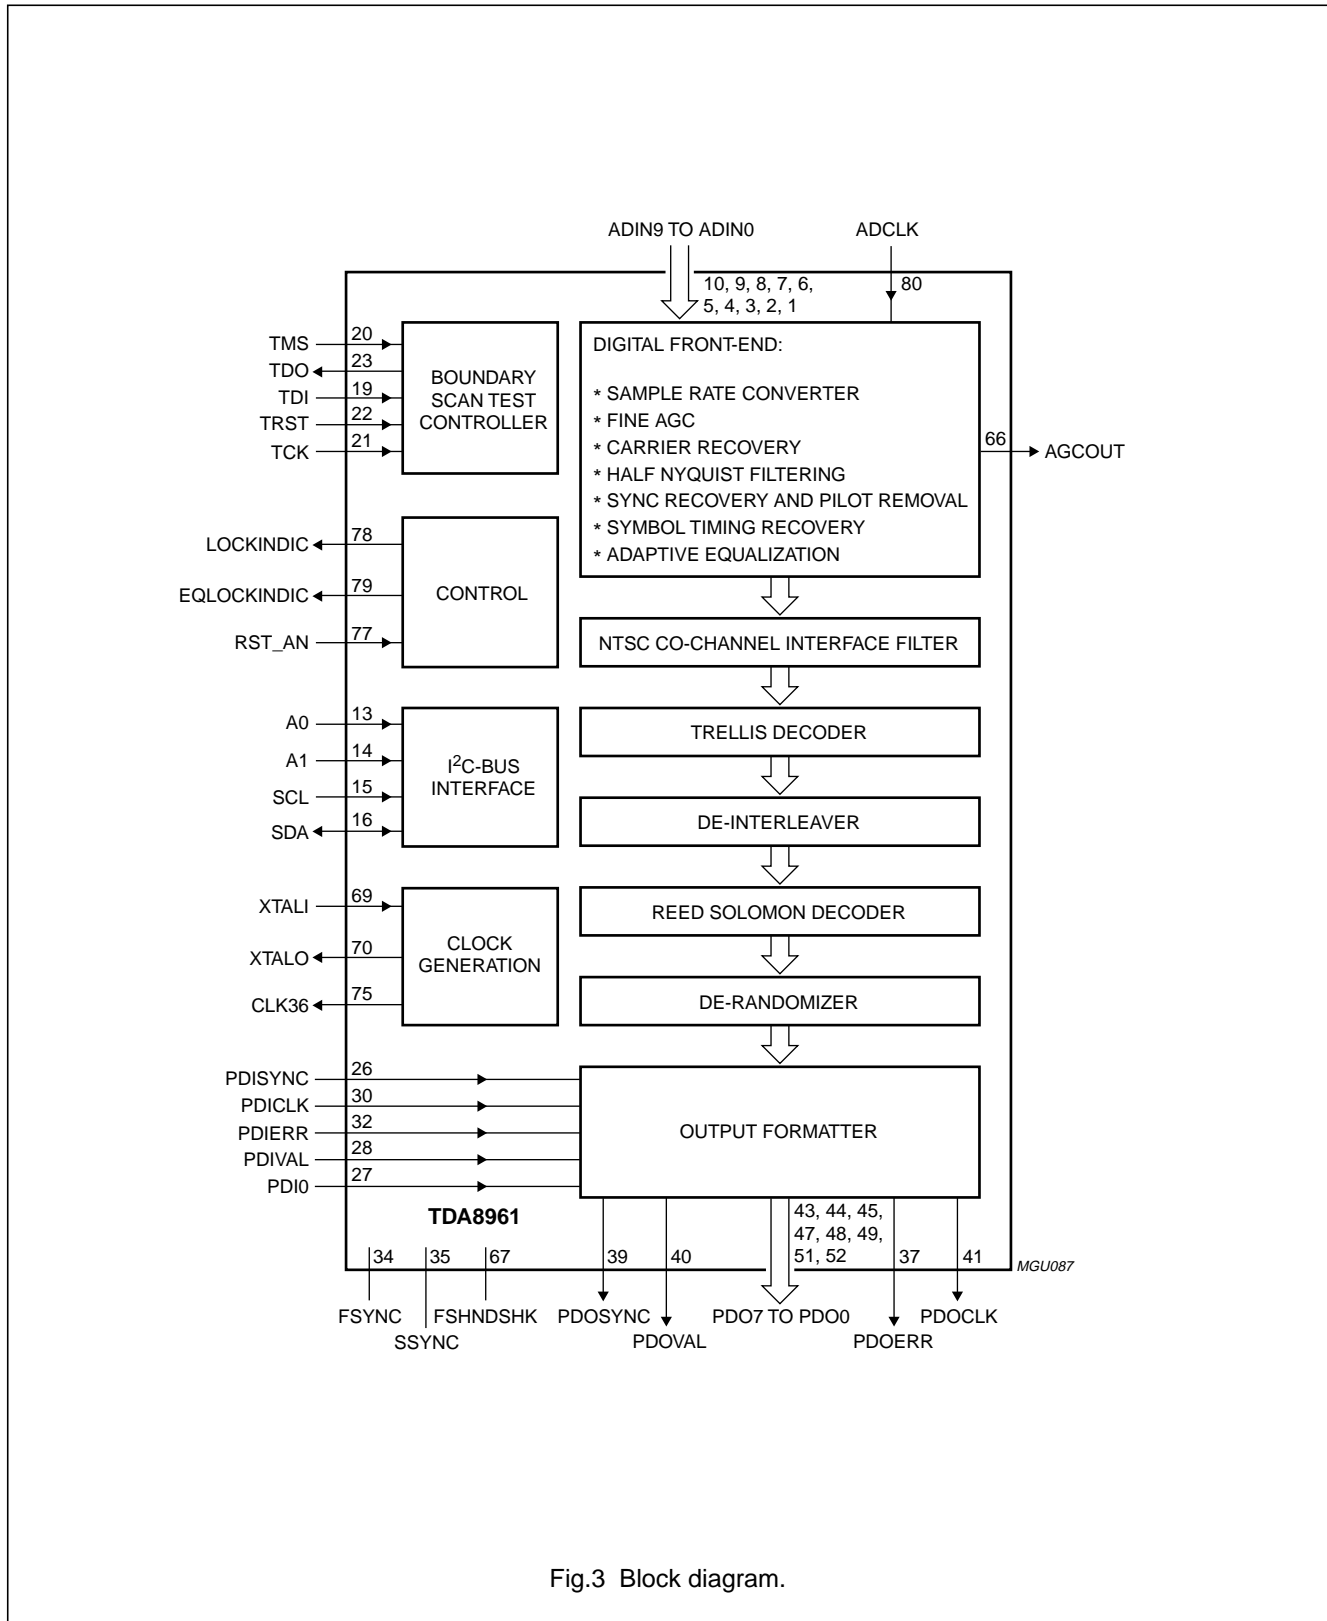 ADIN9 TO ADIN0
ADCLK
10, 9, 8, 7, 6,
5, 4, 3, 2, 1
80
TMS
20
TDO
23
TDI
19
TRST
22
TCK
21
BOUNDARY
SCAN TEST
CONTROLLER
DIGITAL FRONT-END:
* SAMPLE RATE CONVERTER
* FINE AGC
* CARRIER RECOVERY
* HALF NYQUIST FILTERING
* SYNC RECOVERY AND PILOT REMOVAL
* SYMBOL TIMING RECOVERY
* ADAPTIVE EQUALIZATION
66
AGCOUT
LOCKINDIC
78
EQLOCKINDIC
79
RST_AN
77
CONTROL
NTSC CO-CHANNEL INTERFACE FILTER
A0
13
A1
14
SCL
15
SDA
16
I²C-BUS
INTERFACE
TRELLIS DECODER
DE-INTERLEAVER
XTALI
69
XTALO
70
CLK36
75
CLOCK
GENERATION
REED SOLOMON DECODER
DE-RANDOMIZER
PDISYNC
26
PDICLK
30
PDIERR
32
PDIVAL
28
PDI0
27
OUTPUT FORMATTER
TDA8961
34
35
67
39
40
43, 44, 45,
47, 48, 49,
51, 52
37
41
MGU087
FSYNC
SSYNC
FSHNDSHK
PDOSYNC
PDOVAL
PDO7 TO PDO0
PDOERR
PDOCLK
Fig.3 Block diagram.